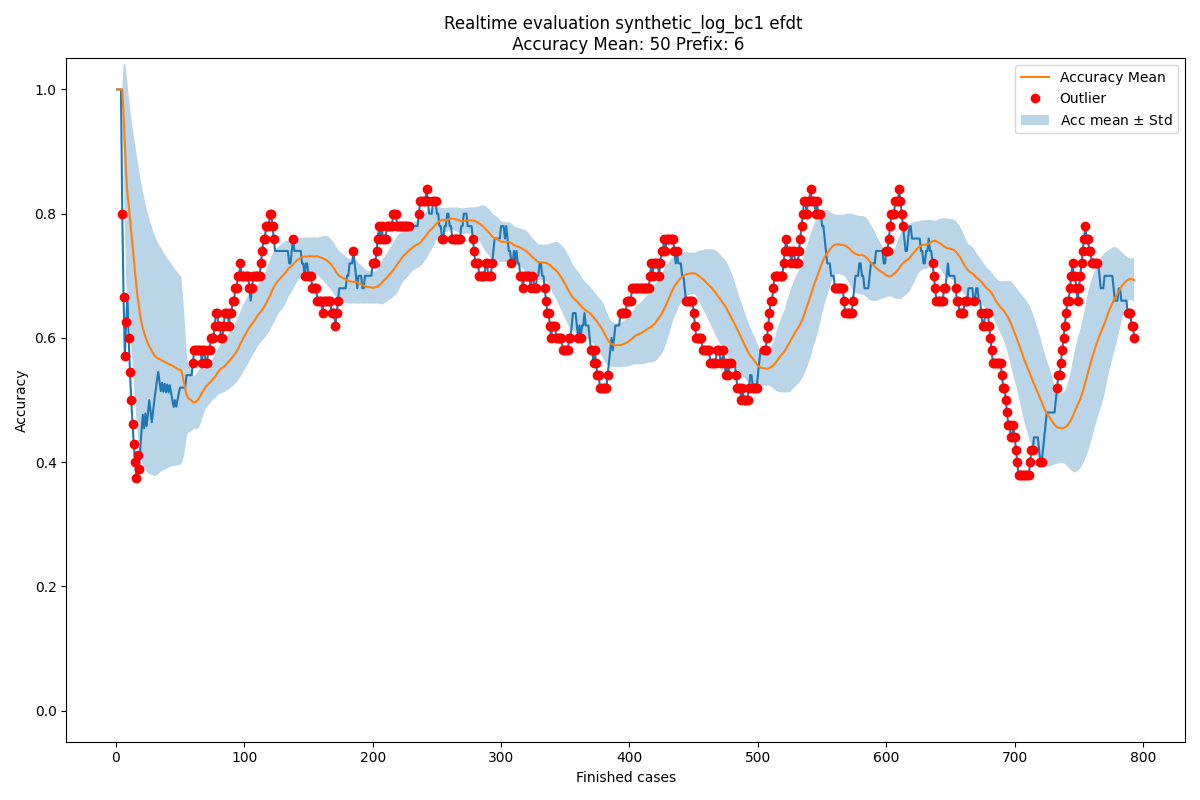 Realtime evaluation synthetic_log_bc1 efdt
Accuracy Mean: 50 Prefix: 6
Accuracy Mean
Outlier
Acc mean ± Std
1.0
0.8
0.6
0.4
0.2
0.0
Accuracy
0 100 200 300 400 500 600 700 800
Finished cases